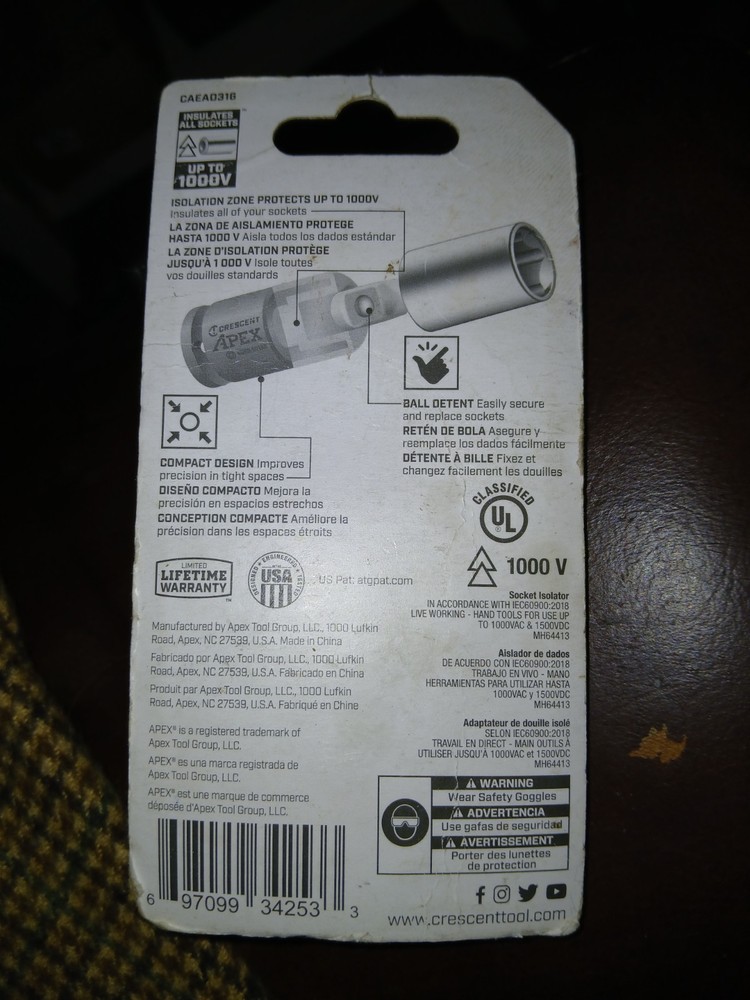 CAEA0316
INSULATES
ALL SOCKETS
UP TO
1000V
ISOLATION ZONE PROTECTS UP TO 1000V
Insulates all of your sockets
LA ZONA DE AISLAMIENTO PROTEGE
HASTA 1000 V Aisla todos los dados estándar
LA ZONE D'ISOLATION PROTÈGE
JUSQU'À 1 000 V Isole toutes
vos douilles standards
CRESCENT
APEX
BALL DETENT Easily secure
and replace sockets
RETÉN DE BOLA Asegure y
reemplate los dados fácilmente
DÉTENTE À BILLE Fixez et
changez facilement les douilles
COMPACT DESIGN Improves
precision in tight spaces
DISEÑO COMPACTO Mejora la
precisión en espacios estrechos
CONCEPTION COMPACTE Améliore la
précision dans les espaces étroits
CLASSIFIED
UL
®
1000 V
LIMITED
LIFETIME
WARRANTY
™
DESIGNED ENGINEERED TESTED
USA
US Pat: atgpat.com
Socket Isolator
IN ACCORDANCE WITH IEC60900:2018
LIVE WORKING - HAND TOOLS FOR USE UP
TO 1000VAC & 1500VDC
MH64413
Aislador de dados
DE ACUERDO CON IEC60900:2018
TRABAJO EN VIVO - MANO
HERRAMIENTAS PARA UTILIZAR HASTA
1000VAC y 1500VDC
MH64413
Adaptateur de douille isolé
SELON IEC60900:2018
TRAVAIL EN DIRECT - MAIN OUTILS À
UTILISER JUSQU'À 1000VAC et 1500VDC
MH64413
Manufactured by Apex Tool Group, LLC., 1000 Lufkin
Road, Apex, NC 27539, U.S.A. Made in China
Fabricado por Apex Tool Group, LLC., 1000 Lufkin
Road, Apex, NC 27539, U.S.A. Fabricado en China
Produit par Apex Tool Group, LLC., 1000 Lufkin
Road, Apex, NC 27539, U.S.A. Fabriqué en Chine
APEX® is a registered trademark of
Apex Tool Group, LLC.
APEX® es una marca registrada de
Apex Tool Group, LLC.
APEX® est une marque de commerce
déposée d'Apex Tool Group, LLC.
WARNING
Wear Safety Goggles
ADVERTENCIA
Use gafas de seguridad
AVERTISSEMENT
Porter des lunettes
de protection
6 97099 34253 3
www.crescenttool.com